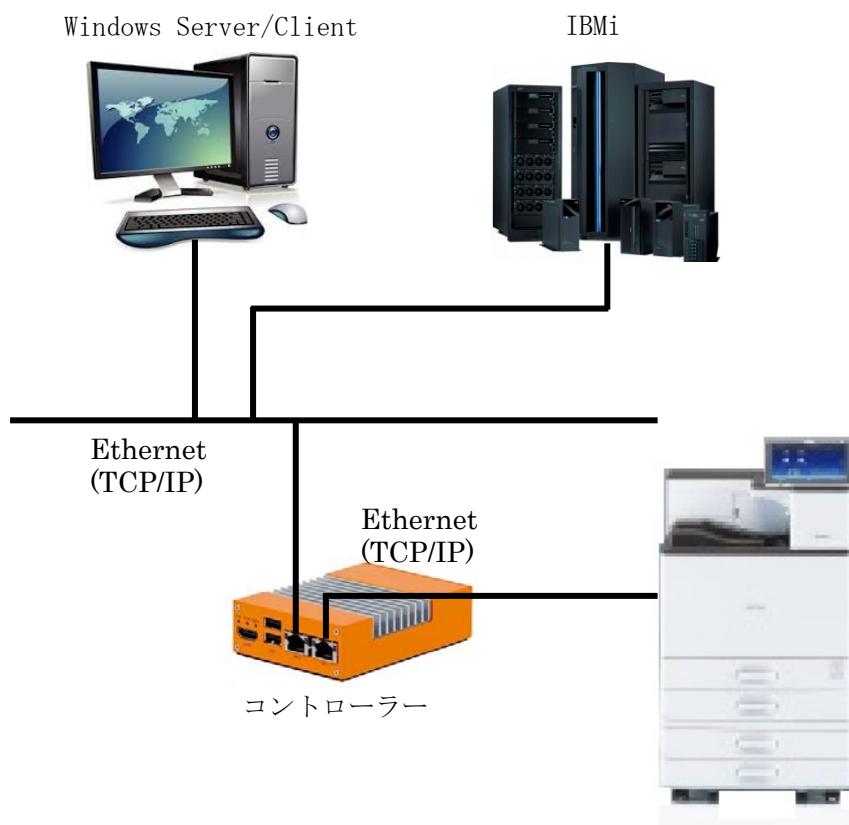 Windows Server/Client
IBMi
Ethernet
(TCP/IP)
Ethernet
(TCP/IP)
コントローラー